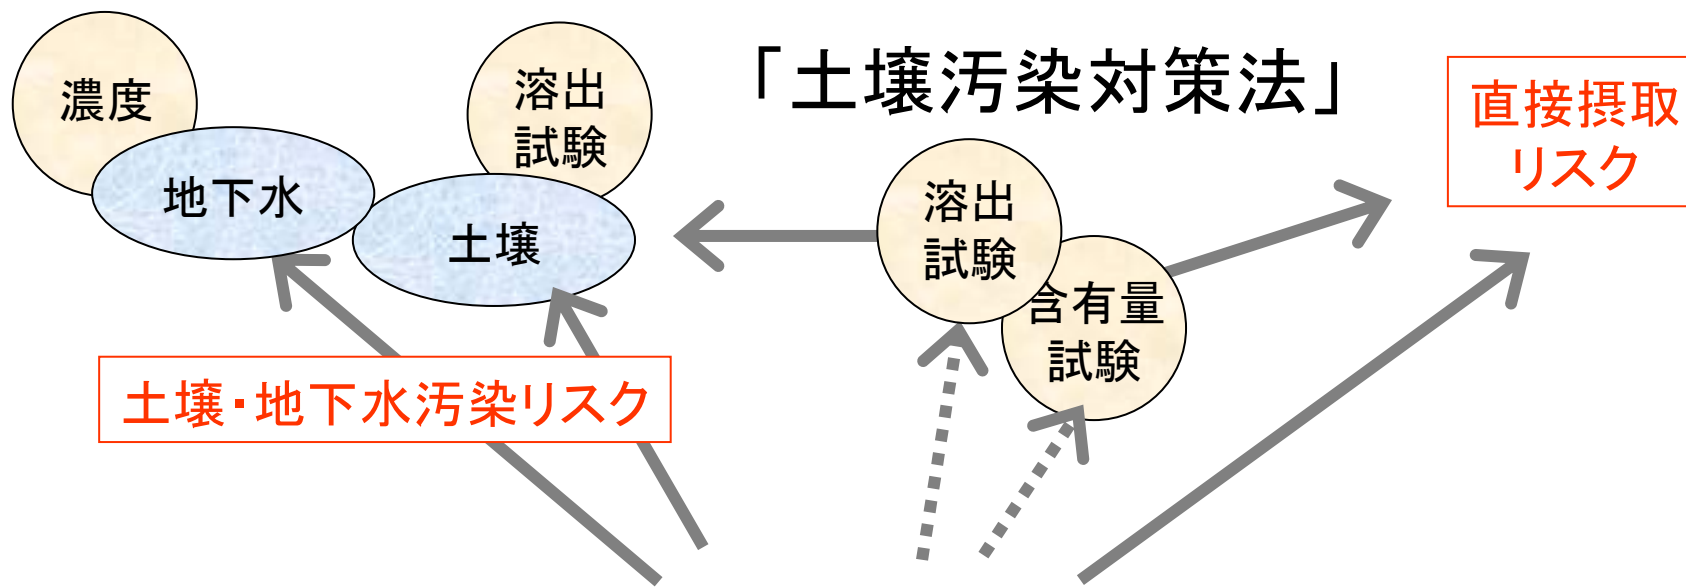 「土壌汚染対策法」
濃度
地下水
溶出
試験
土壌
溶出
試験
含有量
試験
直接摂取
リスク
土壌・地下水汚染リスク